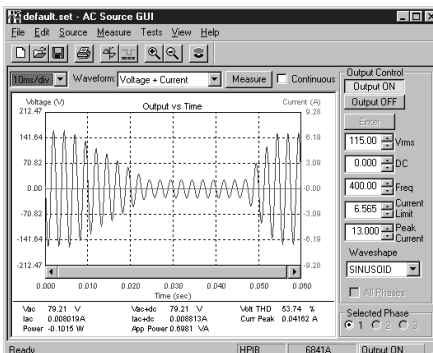 default.set - AC Source GUI
File Edit Source Measure Tests View Help
10ms/div Waveform: Voltage + Current Measure Continuous
Voltage (V) Output vs Time Current (A)
212.47 9.28
141.64 6.19
70.82 3.09
0.00 -0.00
-70.82 -3.09
-141.64 -6.19
-212.47 -9.28
0.000 0.010 0.020 0.030 0.040 0.050 0.060
Time (sec)
Vac 79.21 V Vac+dc 79.21 V Volt THD 53.74 %
Iac 0.008019A Iac+dc 0.008813A Curr Peak 0.04162 A
Power -0.1016 W App Power 0.6981 VA
Output Control
Output ON
Output OFF
Enter
115.00 Vrms
0.000 DC
400.00 Freq
6.565 Current Limit
13.000 Peak Current
Waveshape
SINUSOID
All Phases
Selected Phase
1 2 3
Ready HPIB 6841A Output ON